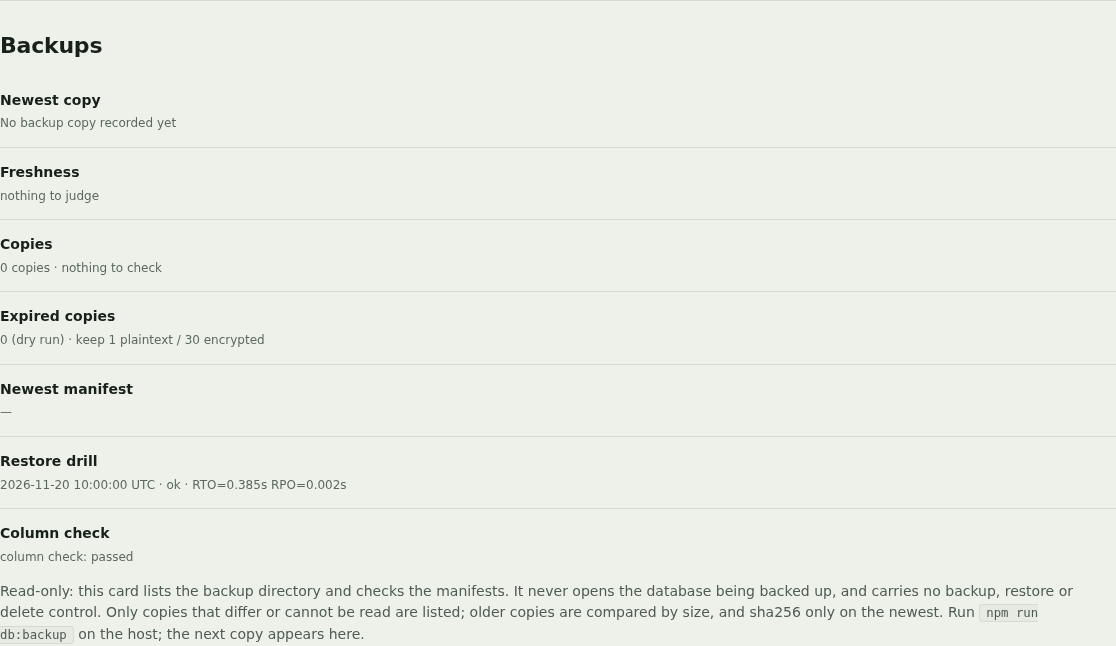 Backups
Newest copy
No backup copy recorded yet
Freshness
nothing to judge
Copies
0 copies · nothing to check
Expired copies
0 (dry run) · keep 1 plaintext / 30 encrypted
Newest manifest
—
Restore drill
2026-11-20 10:00:00 UTC · ok · RTO=0.385s RPO=0.002s
Column check
column check: passed
Read-only: this card lists the backup directory and checks the manifests. It never opens the database being backed up, and carries no backup, restore or
delete control. Only copies that differ or cannot be read are listed; older copies are compared by size, and sha256 only on the newest. Run npm run
db:backup on the host; the next copy appears here.